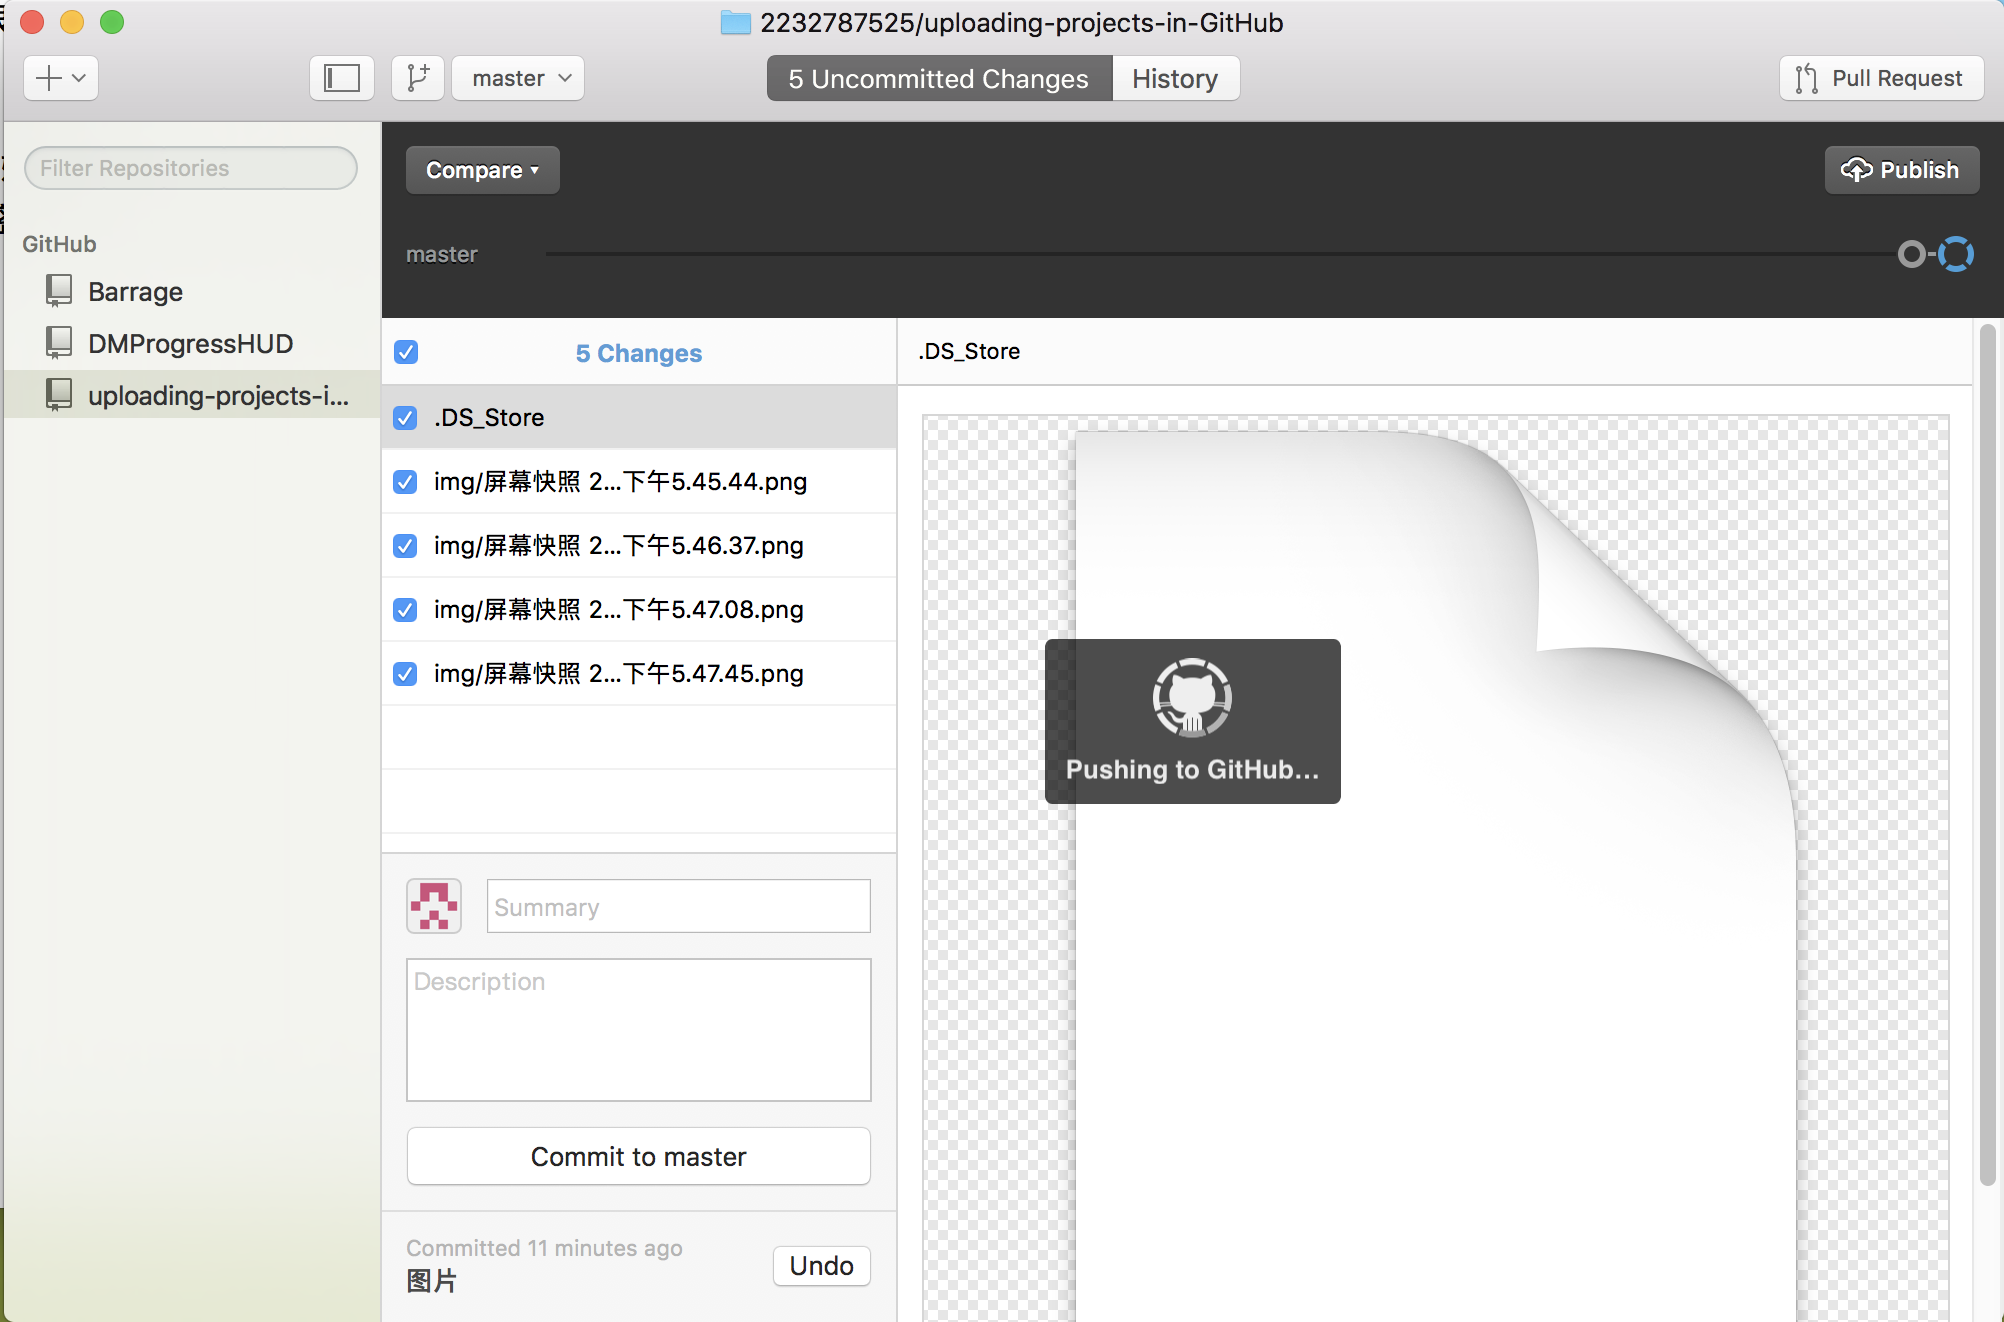 2232787525/uploading-projects-in-GitHub
master
5 Uncommitted Changes
History
Pull Request
Filter Repositories
GitHub
Barrage
DMProgressHUD
uploading-projects-i...
Compare
Publish
master
5 Changes
.DS_Store
.DS_Store
img/屏幕快照 2...下午5.45.44.png
img/屏幕快照 2...下午5.46.37.png
img/屏幕快照 2...下午5.47.08.png
img/屏幕快照 2...下午5.47.45.png
Pushing to GitHub...
Summary
Description
Commit to master
Committed 11 minutes ago
图片
Undo